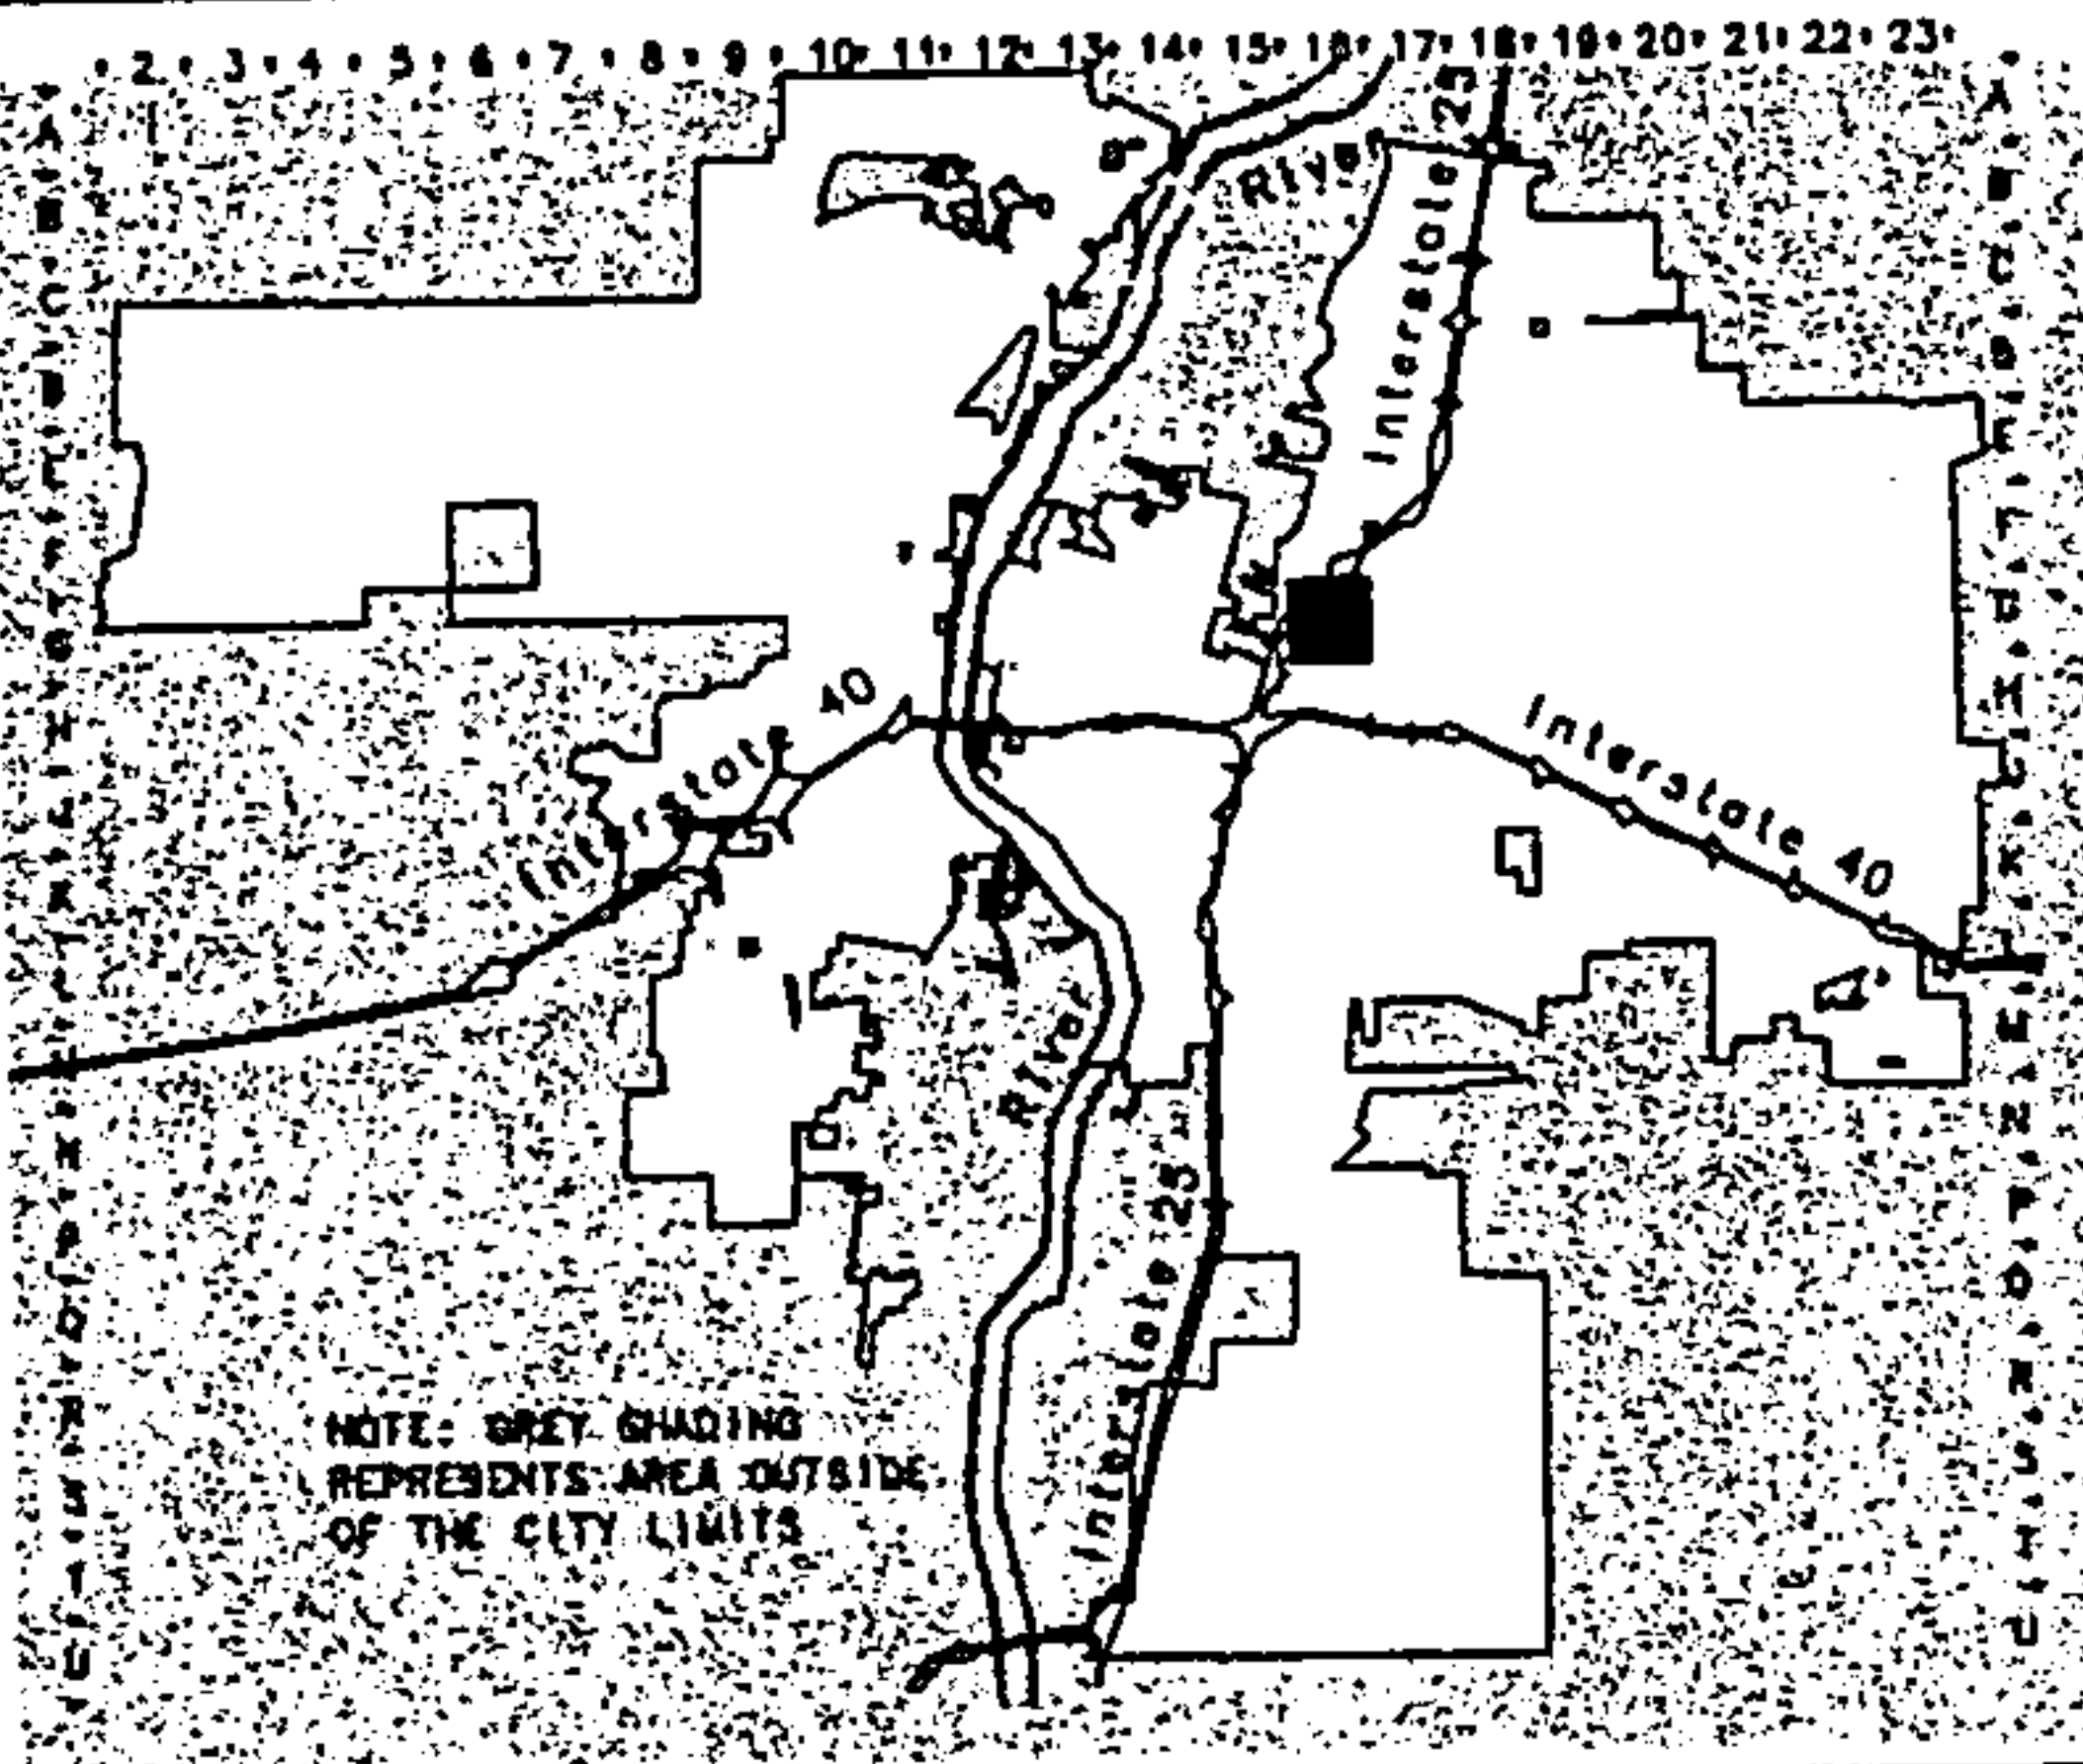 2 3 4 5 6 7 8 9 10 11 12 13 14 15 16 17 18 19 20 21 22 23
A
B
C
D
E
F
G
H
K
L
M
N
P
Q
R
S
T
U
A
B
C
D
E
F
G
H
J
K
L
M
N
P
Q
R
S
T
U
River
Interstate 25
Interstate 40
Interstate 40
River
Interstate 25
NOTE: GREY SHADING
REPRESENTS AREA OUTSIDE
OF THE CITY LIMITS